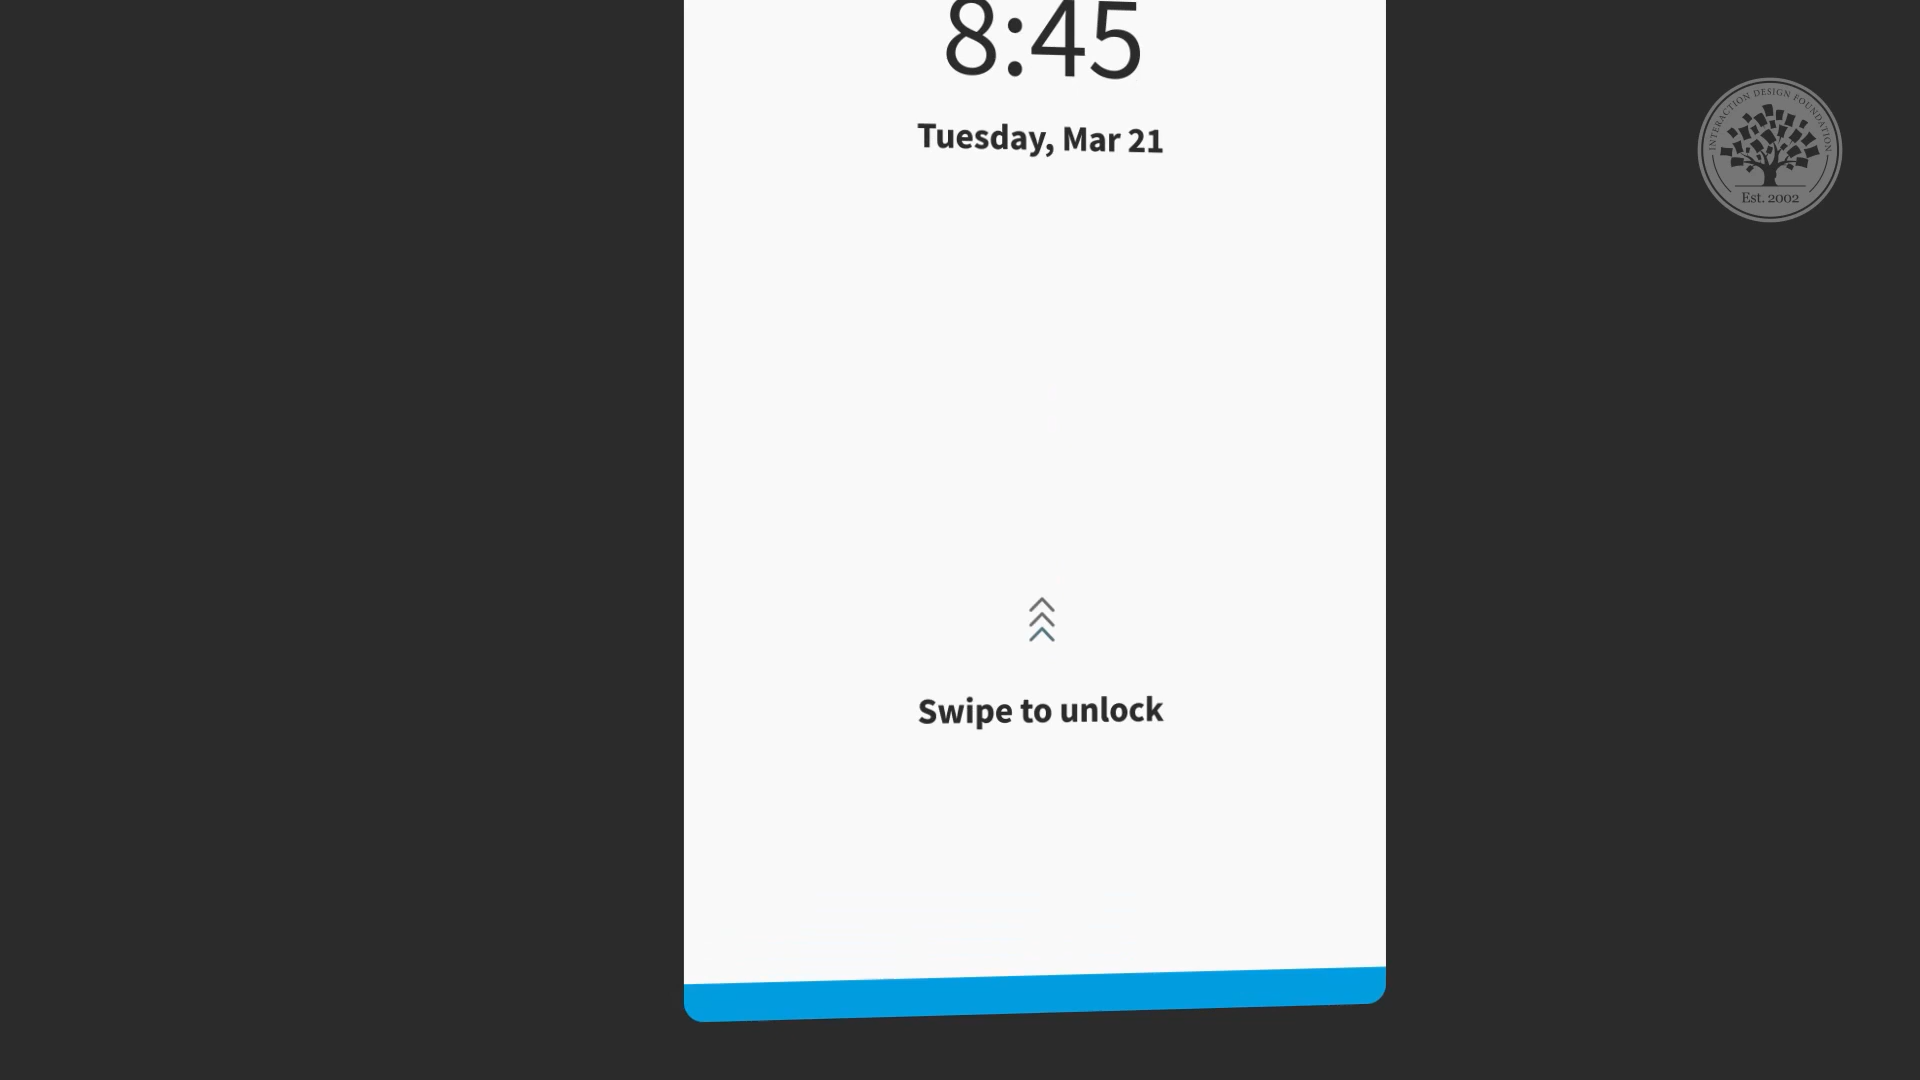 8:45
Tuesday, Mar 21
INTERACTION DESIGN FOUNDATION
Est. 2002
Swipe to unlock